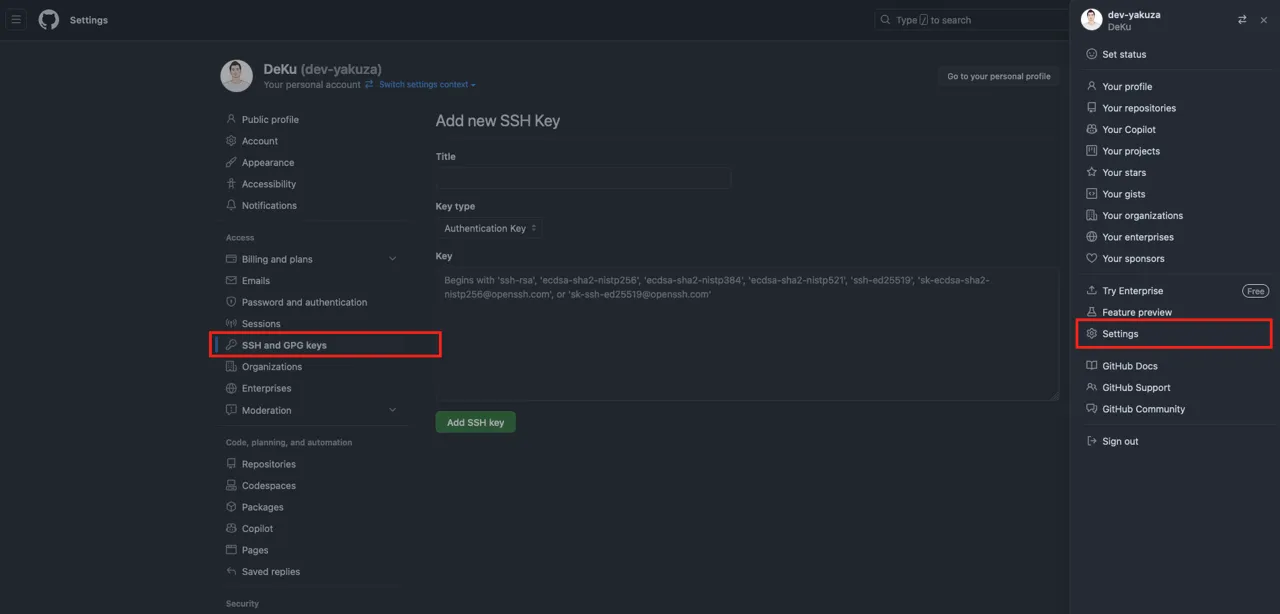 Settings
Type / to search
DeKu (dev-yakuza)
Your personal account Switch settings context
Go to your personal profile
Public profile
Account
Appearance
Accessibility
Notifications
Access
Billing and plans
Emails
Password and authentication
Sessions
SSH and GPG keys
Organizations
Enterprises
Moderation
Code, planning, and automation
Repositories
Codespaces
Packages
Copilot
Pages
Saved replies
Security
Add new SSH Key
Title
Key type
Authentication Key
Key
Begins with 'ssh-rsa', 'ecdsa-sha2-nistp256', 'ecdsa-sha2-nistp384', 'ecdsa-sha2-nistp521', 'ssh-ed25519', 'sk-ecdsa-sha2-
nistp256@openssh.com', or 'sk-ssh-ed25519@openssh.com'
Add SSH key
dev-yakuza
DeKu
Set status
Your profile
Your repositories
Your Copilot
Your projects
Your stars
Your gists
Your organizations
Your enterprises
Your sponsors
Try Enterprise Free
Feature preview
Settings
GitHub Docs
GitHub Support
GitHub Community
Sign out